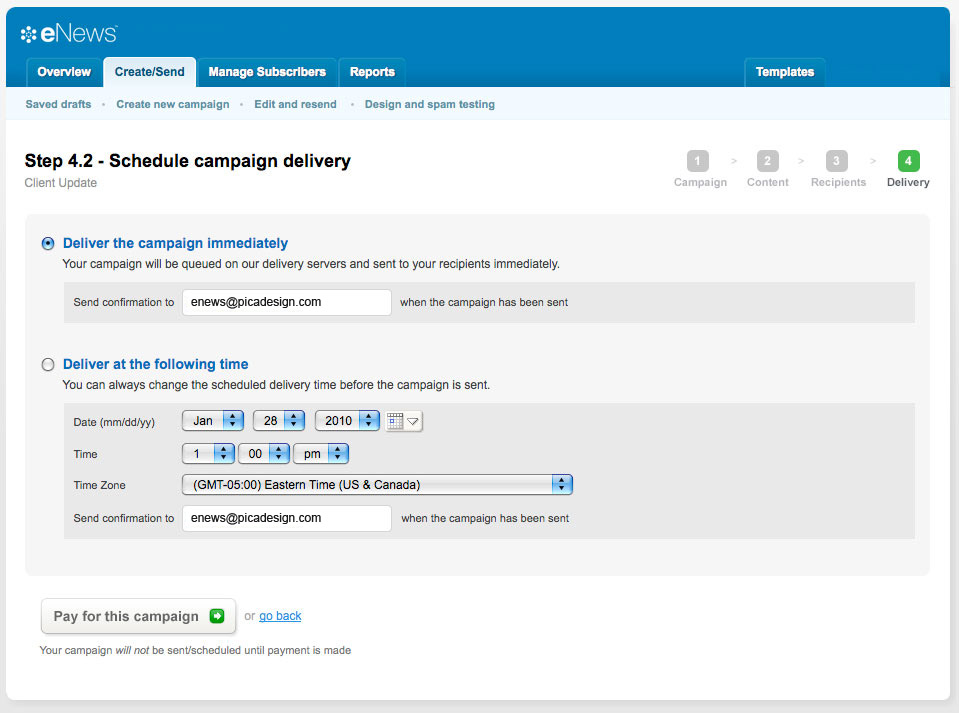 eNews
Overview Create/Send Manage Subscribers Reports Templates
Saved drafts • Create new campaign • Edit and resend • Design and spam testing
Step 4.2 - Schedule campaign delivery
Client Update
1 > 2 > 3 > 4
Campaign Content Recipients Delivery
Deliver the campaign immediately
Your campaign will be queued on our delivery servers and sent to your recipients immediately.
Send confirmation to enews@picadesign.com when the campaign has been sent
Deliver at the following time
You can always change the scheduled delivery time before the campaign is sent.
Date (mm/dd/yy) Jan 28 2010
Time 1 00 pm
Time Zone (GMT-05:00) Eastern Time (US & Canada)
Send confirmation to enews@picadesign.com when the campaign has been sent
Pay for this campaign or go back
Your campaign will not be sent/scheduled until payment is made